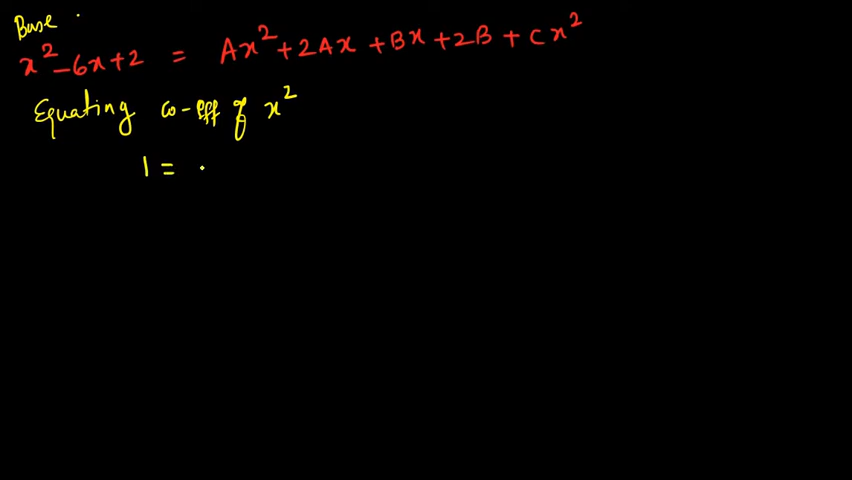 Base
x² - 6x + 2 = Ax² + 2Ax + Bx + 2B + Cx²
Equating co-eff of x²
1 =